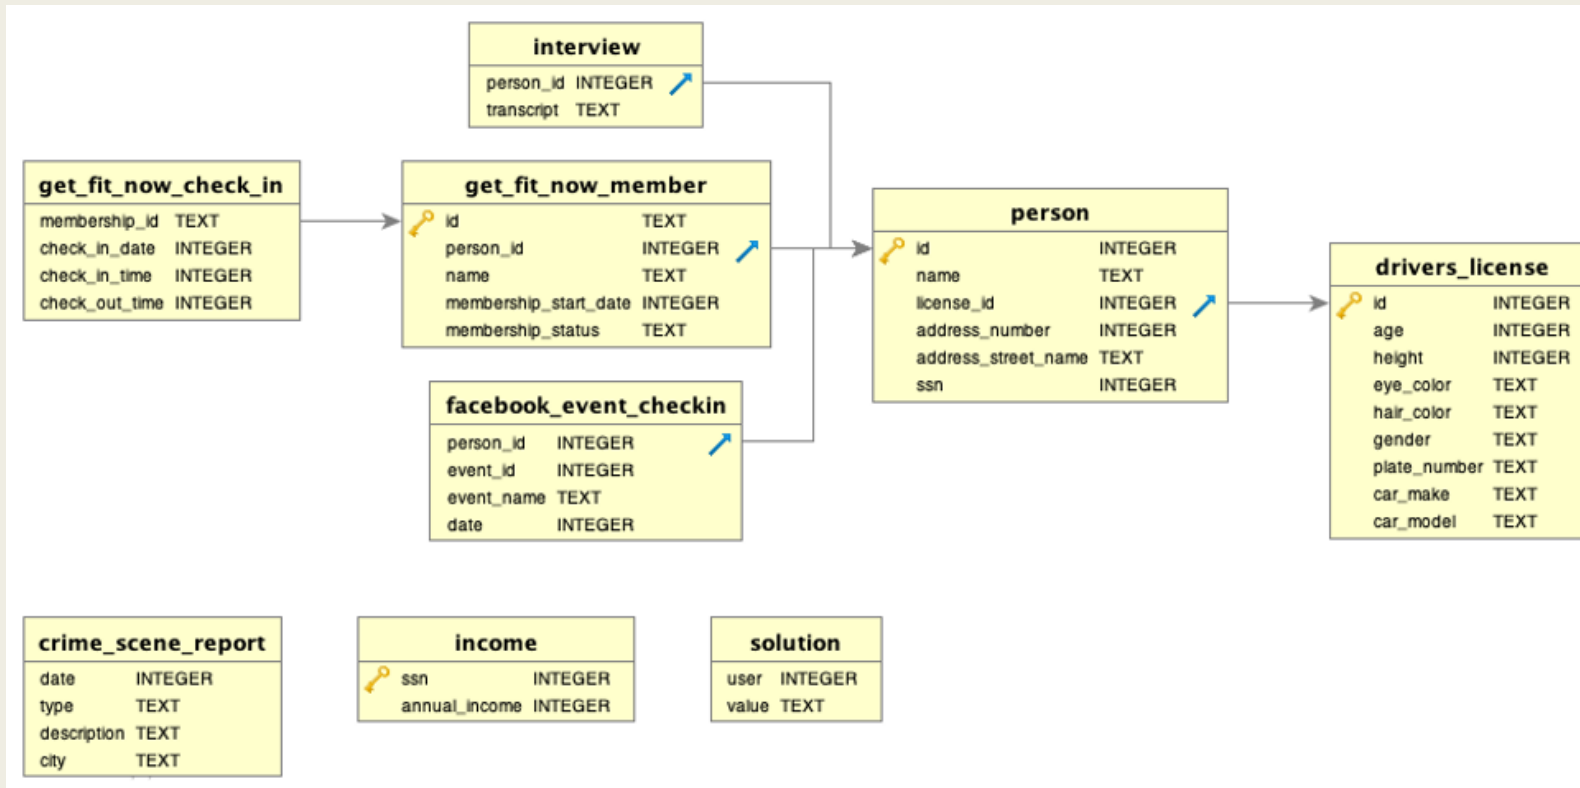 interview
person_id INTEGER
transcript TEXT
get_fit_now_check_in
membership_id TEXT
check_in_date INTEGER
check_in_time INTEGER
check_out_time INTEGER
get_fit_now_member
id TEXT
person_id INTEGER
name TEXT
membership_start_date INTEGER
membership_status TEXT
person
id INTEGER
name TEXT
license_id INTEGER
address_number INTEGER
address_street_name TEXT
ssn INTEGER
drivers_license
id INTEGER
age INTEGER
height INTEGER
eye_color TEXT
hair_color TEXT
gender TEXT
plate_number TEXT
car_make TEXT
car_model TEXT
facebook_event_checkin
person_id INTEGER
event_id INTEGER
event_name TEXT
date INTEGER
crime_scene_report
date INTEGER
type TEXT
description TEXT
city TEXT
income
ssn INTEGER
annual_income INTEGER
solution
user INTEGER
value TEXT